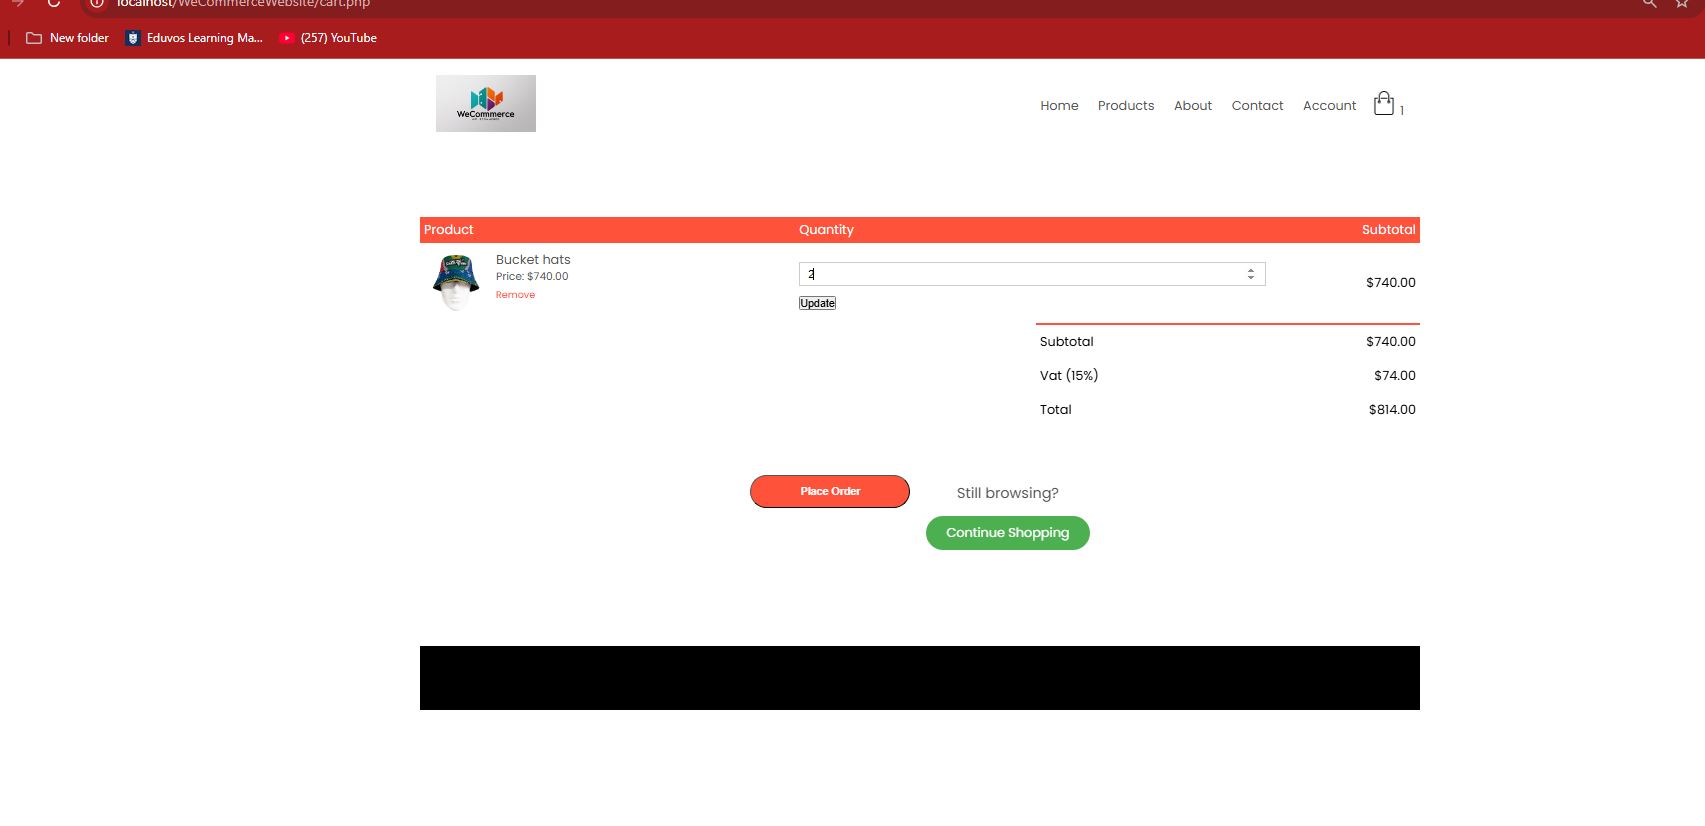 localhost/WeCommerceWebsite/cart.php
New folder Eduvos Learning Ma... (257) YouTube
WeCommerce
Home Products About Contact Account 1
Product Quantity Subtotal
Bucket hats
Price: $740.00
Remove
2
Update
$740.00
Subtotal $740.00
Vat (15%) $74.00
Total $814.00
Place Order
Still browsing?
Continue Shopping